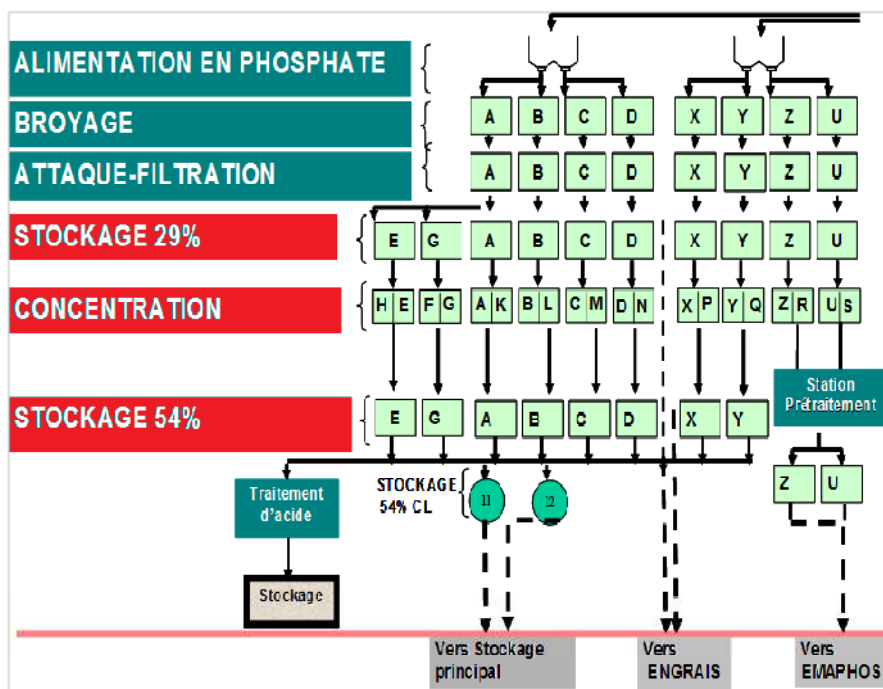 ALIMENTATION EN PHOSPHATE
BROYAGE
A B C D X Y Z U
ATTAQUE-FILTRATION
A B C D X Y Z U
STOCKAGE 29%
E G A B C D X Y Z U
CONCENTRATION
H E F G A K B L C M D N X P Y Q Z R U S
Station
Prétraitement
STOCKAGE 54%
E G A B C D X Y
Z U
Traitement
d'acide
STOCKAGE
54% CL
11 12
Stockage
Vers Stockage
principal
Vers
ENGRAIS
Vers
EMAPHOS